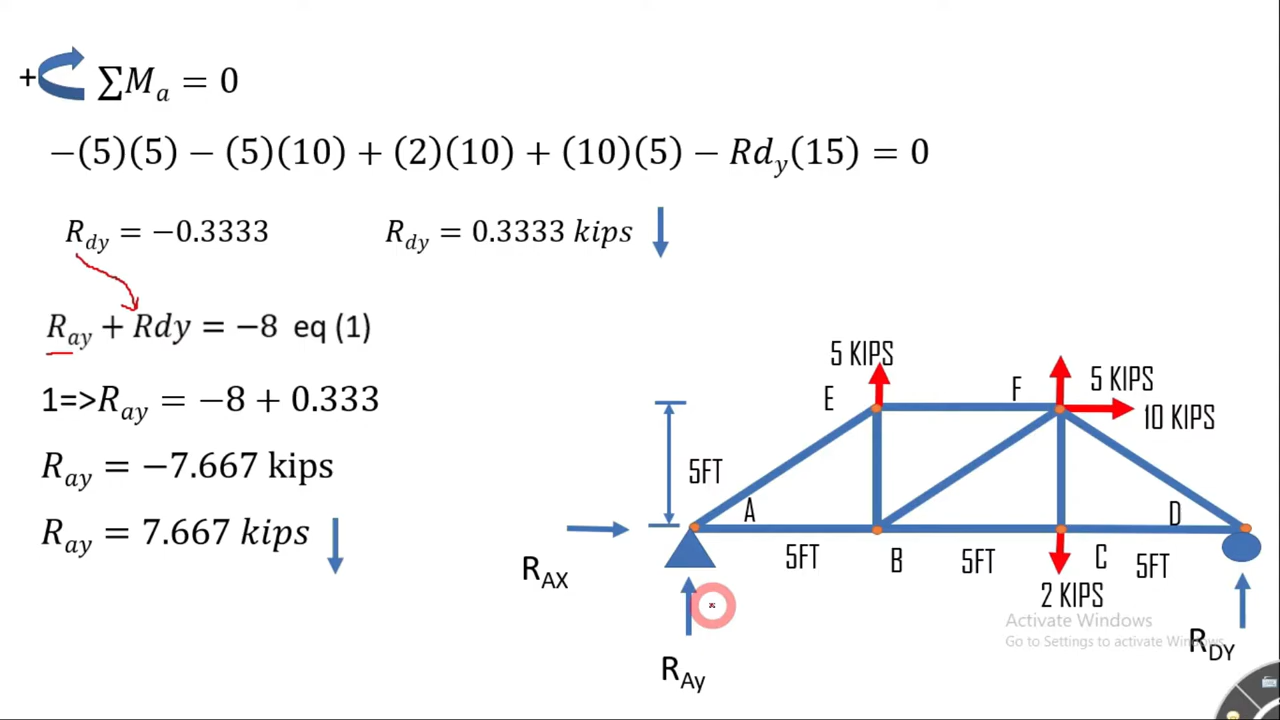 + ∑Mₐ = 0
−(5)(5) − (5)(10) + (2)(10) + (10)(5) − Rd_y(15) = 0
R_dy = −0.3333    R_dy = 0.3333 kips
R_ay + Rdy = −8 eq (1)
1=>R_ay = −8 + 0.333
R_ay = −7.667 kips
R_ay = 7.667 kips
5 KIPS
E
F
5 KIPS
10 KIPS
5FT
A
D
R_AX
5FT
B
5FT
C
5FT
2 KIPS
Activate Windows
Go to Settings to activate Windows.
R_DY
R_Ay